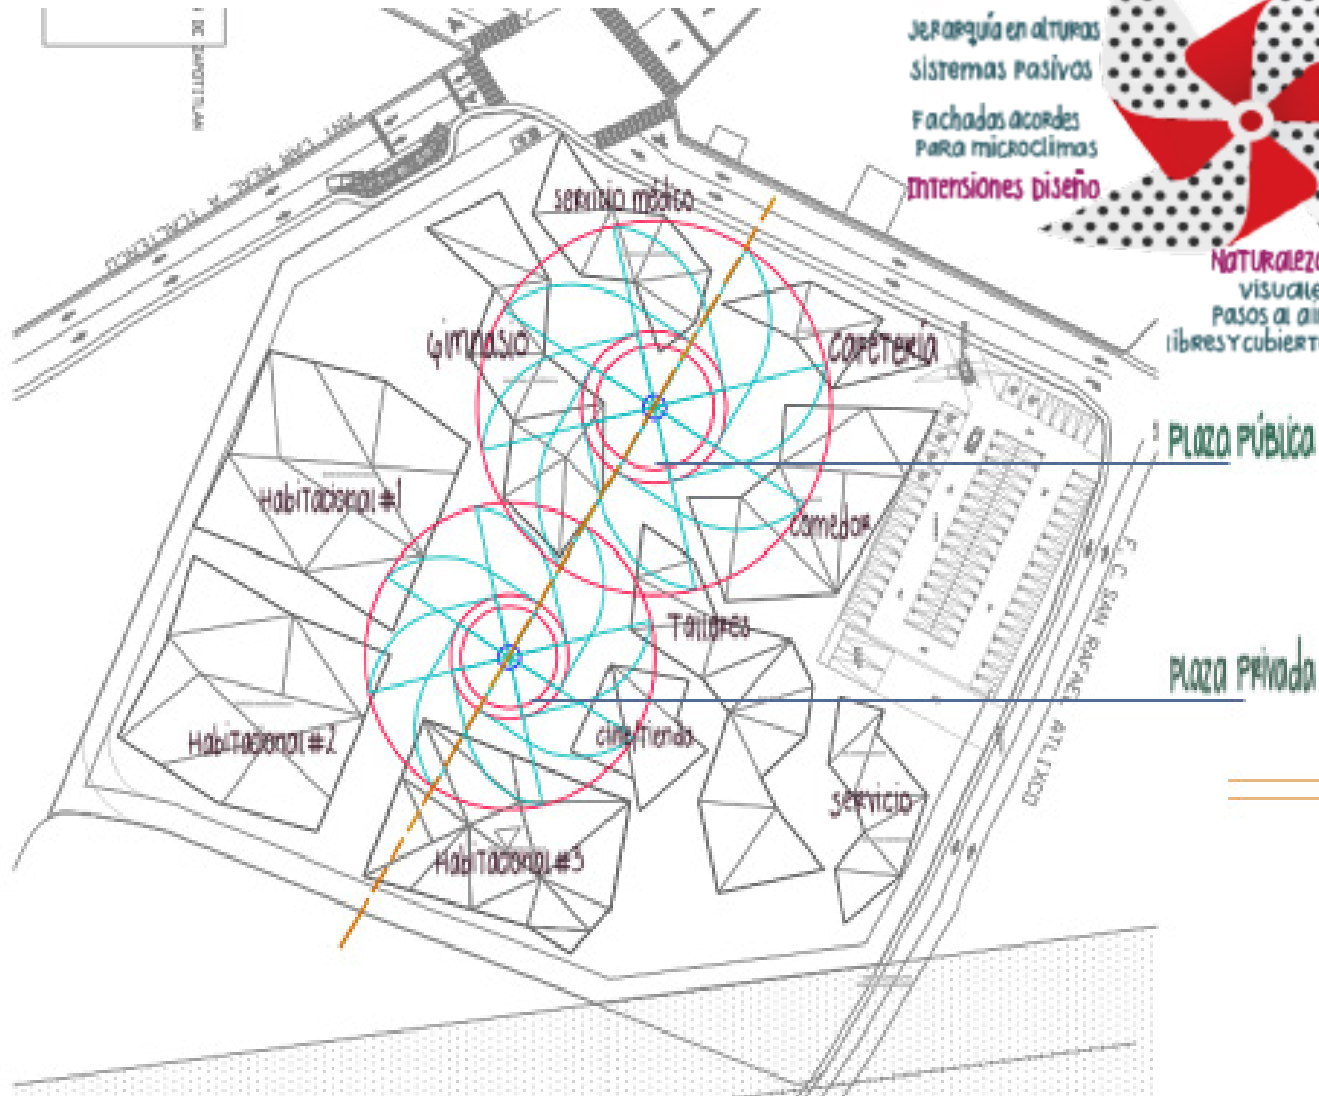 Jerarquía en alturas
Sistemas Pasivos
Fachadas acordes
Para microclimas
Intensiones Diseño
Naturaleza
Visuale
Pasos al ai
libres Y cubiert
Servicio médico
Gimnasio
Cafetería
Plaza Pública
Habitacional #1
Comedor
Talleres
Plaza Privada
Habitacional #2
cine/tienda
Servicio
Habitacional #3
F. C. SAN RAFAEL ATLIXCO